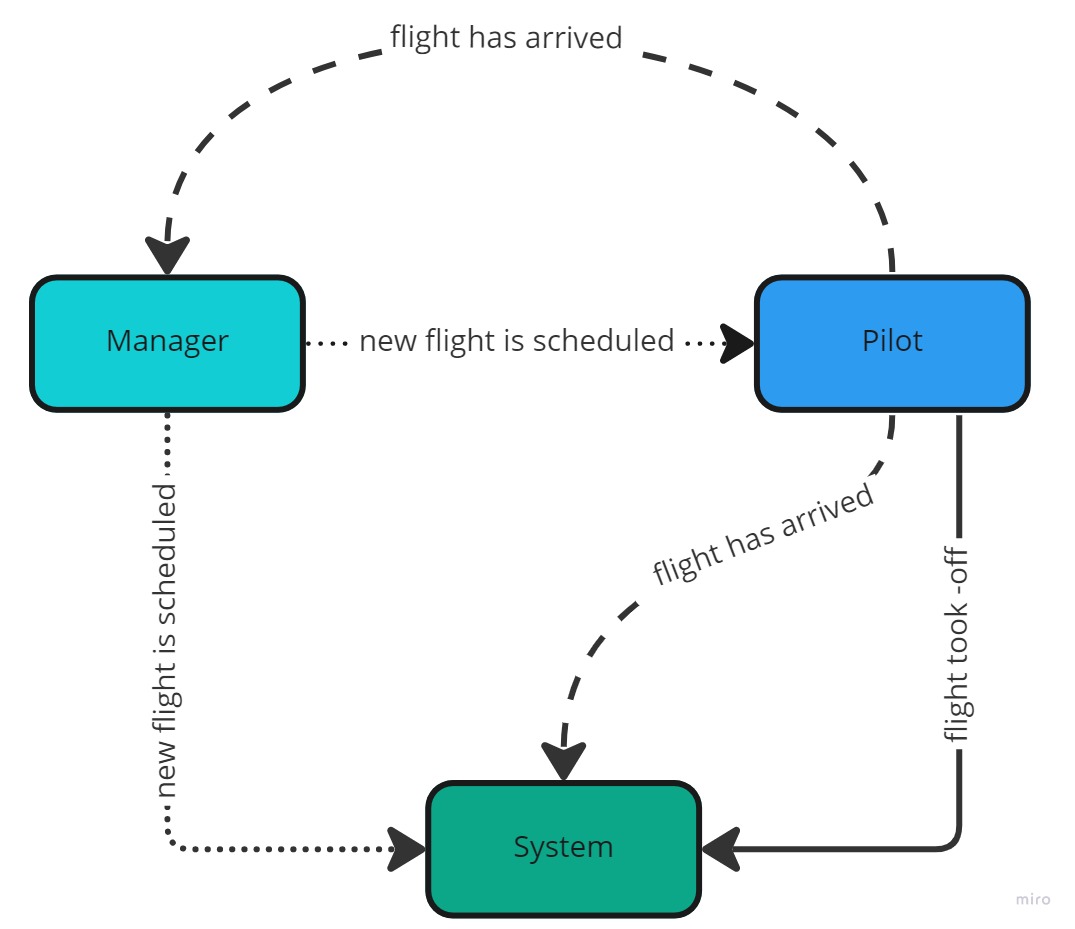 flight has arrived
Manager
new flight is scheduled
Pilot
new flight is scheduled
flight has arrived
flight took -off
System
miro